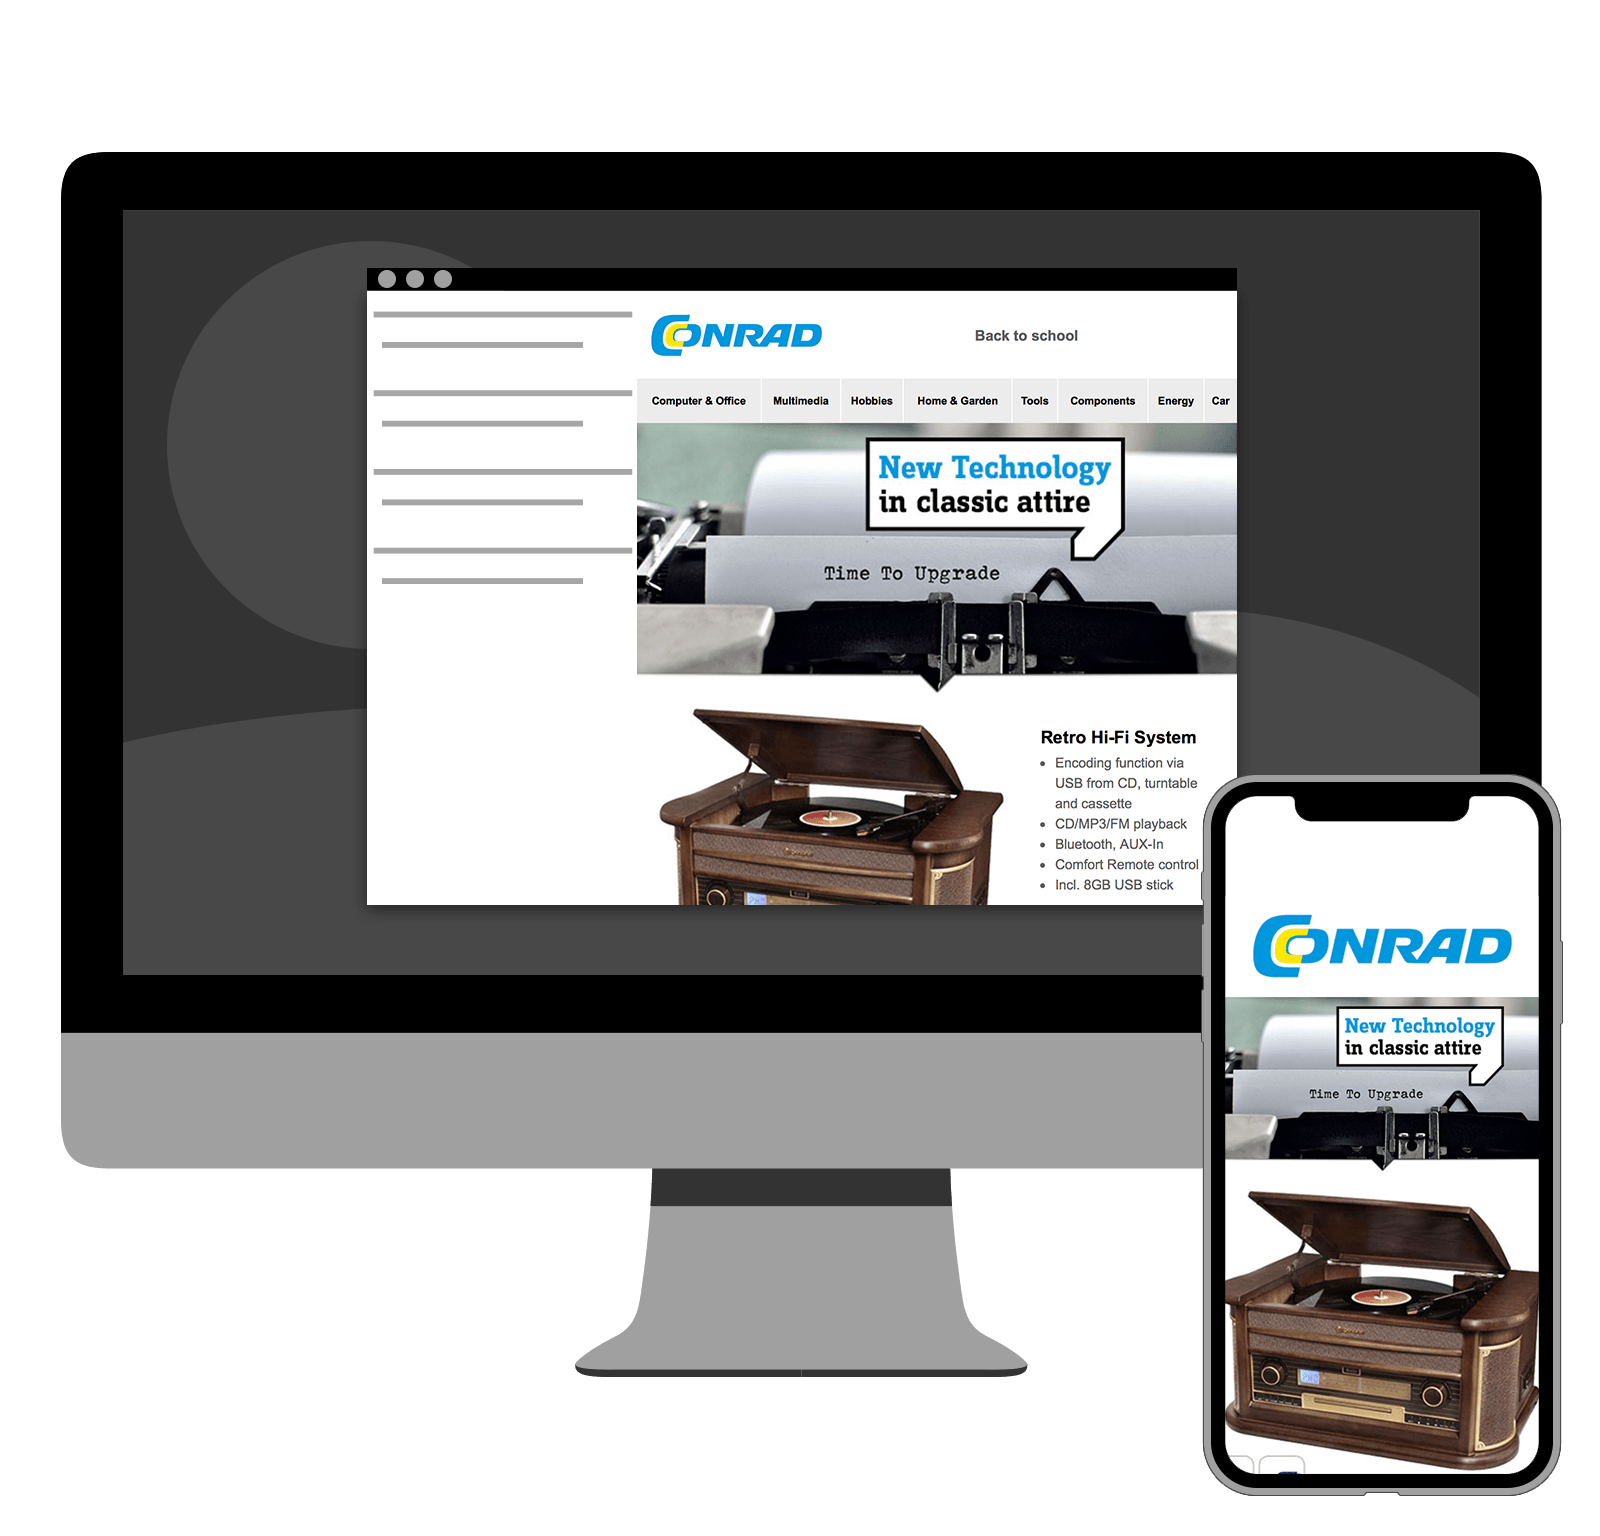 CONRAD
Back to school
Computer & Office Multimedia Hobbies Home & Garden Tools Components Energy Car
New Technology
in classic attire
Time To Upgrade
Retro Hi-Fi System
• Encoding function via
USB from CD, turntable
and cassette
• CD/MP3/FM playback
• Bluetooth, AUX-In
• Comfort Remote control
• Incl. 8GB USB stick
CONRAD
New Technology
in classic attire
Time To Upgrade